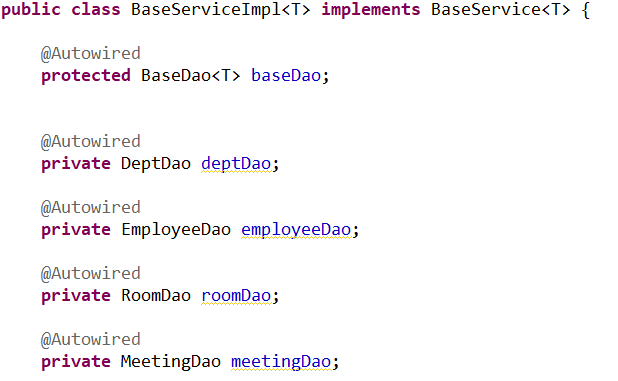 public class BaseServiceImpl<T> implements BaseService<T> {
@Autowired
protected BaseDao<T> baseDao;
@Autowired
private DeptDao deptDao;
@Autowired
private EmployeeDao employeeDao;
@Autowired
private RoomDao roomDao;
@Autowired
private MeetingDao meetingDao;